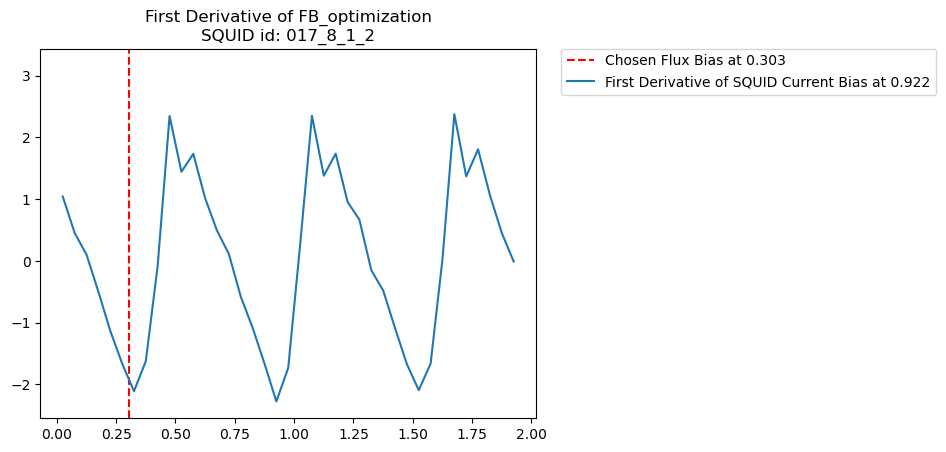 First Derivative of FB_optimization
SQUID id: 017_8_1_2
Chosen Flux Bias at 0.303
First Derivative of SQUID Current Bias at 0.922
3
2
1
0
−1
−2
0.00 0.25 0.50 0.75 1.00 1.25 1.50 1.75 2.00